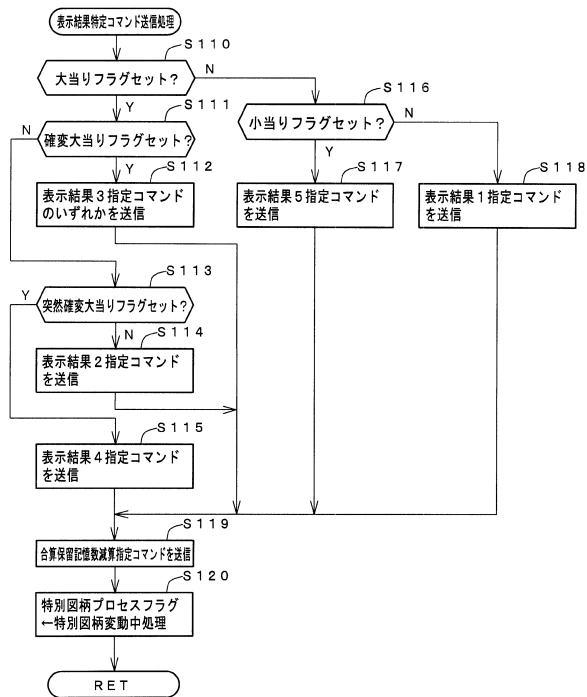 表示結果特定コマンド送信処理
S110
大当りフラグセット?
N
Y
S111
確変大当りフラグセット?
N
Y
S112
表示結果3指定コマンド
のいずれかを送信
S116
小当りフラグセット?
N
Y
S117
表示結果5指定コマンド
を送信
S118
表示結果1指定コマンド
を送信
S113
突然確変大当りフラグセット?
Y
N
S114
表示結果2指定コマンド
を送信
S115
表示結果4指定コマンド
を送信
S119
合算保留記憶数減算指定コマンドを送信
S120
特別図柄プロセスフラグ
←特別図柄変動中処理
RET